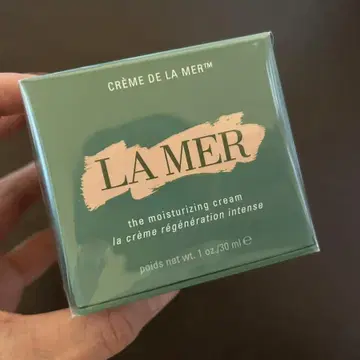 CRÈME DE LA MER™
LA MER
the moisturizing cream
la crème régénération intense
poids net wt. 1 oz./30 ml ℮